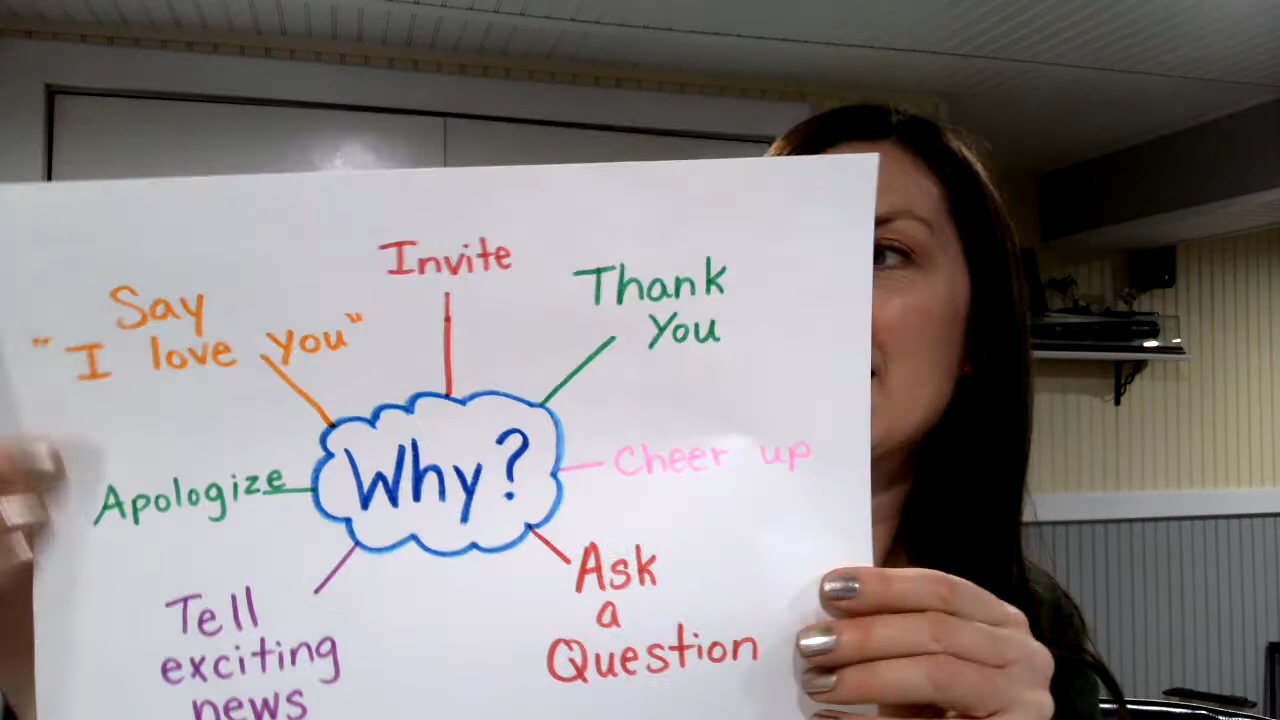 Invite
Thank
You
Say
"I love you"
Why?
Cheer up
Apologize
Ask
a
Question
Tell
exciting
news